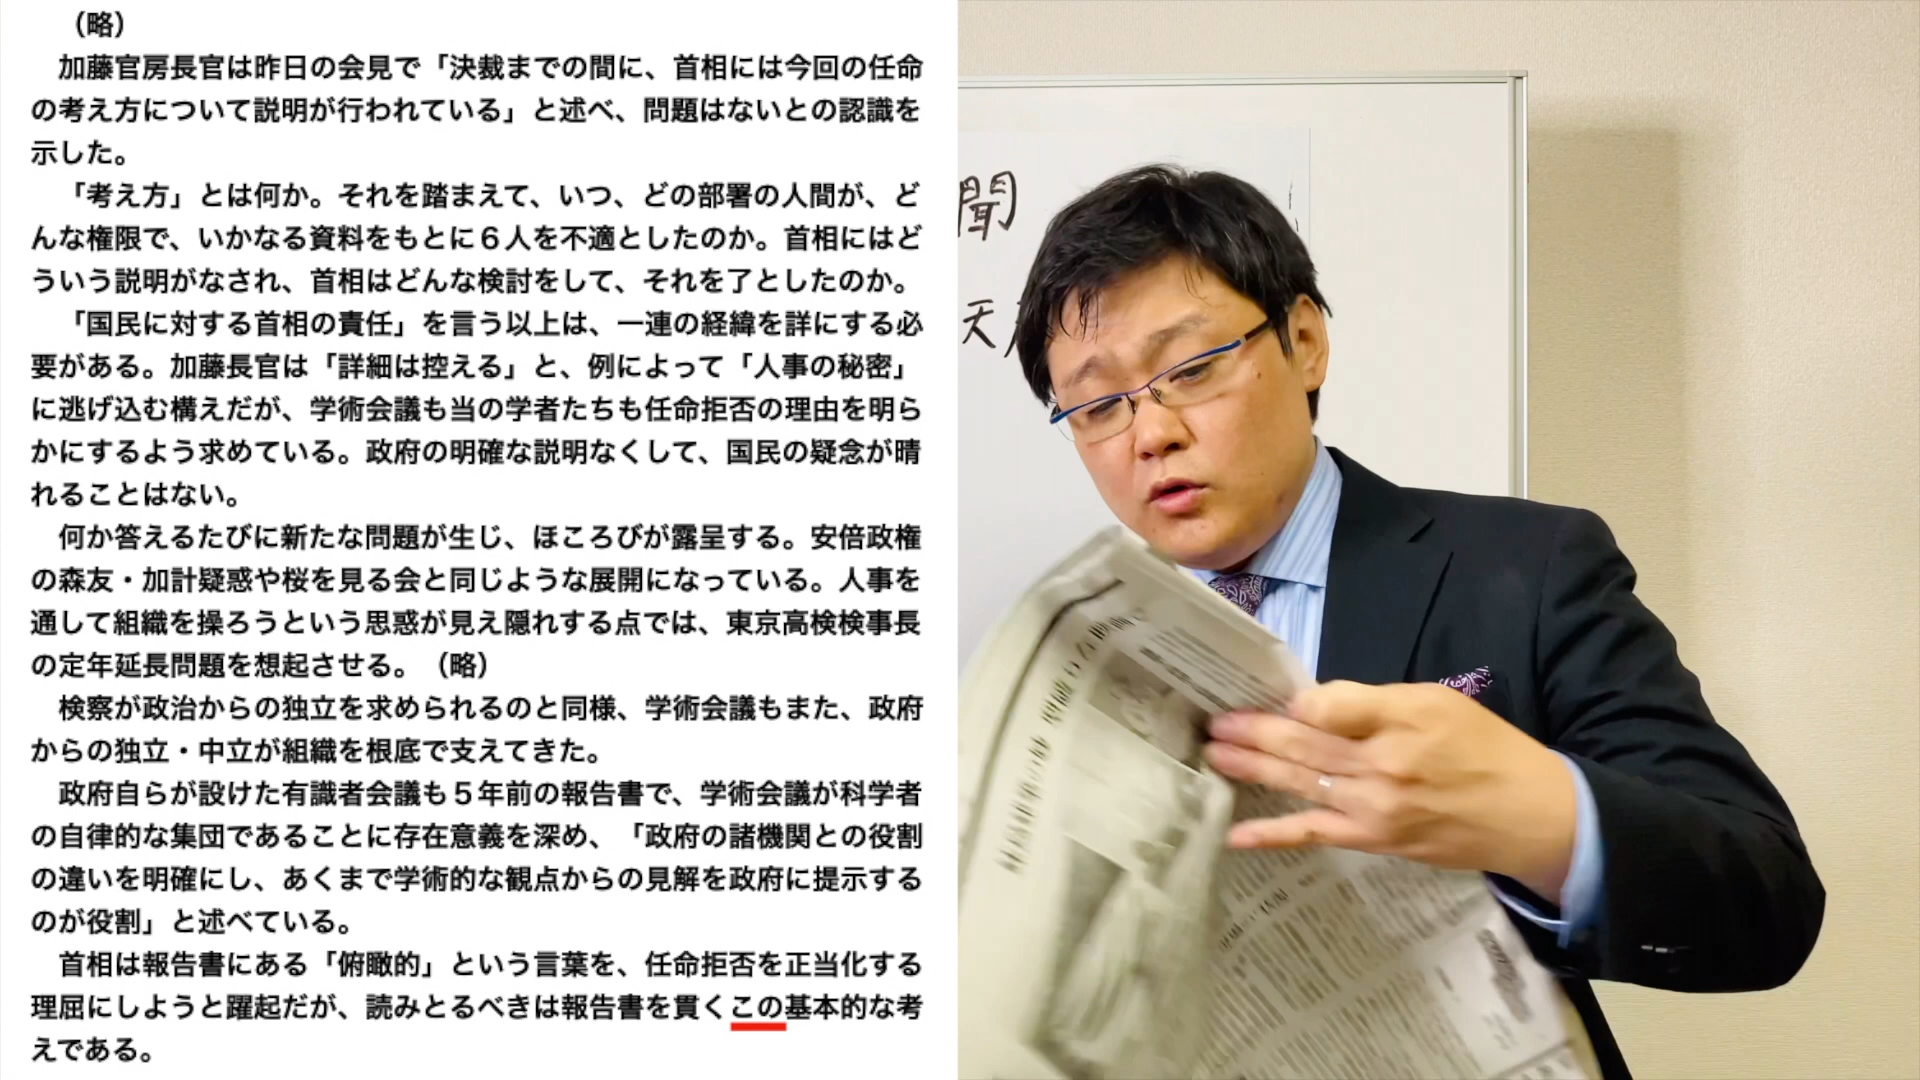 （略）
加藤官房長官は昨日の会見で「決裁までの間に、首相には今回の任命
の考え方について説明が行われている」と述べ、問題はないとの認識を
示した。
「考え方」とは何か。それを踏まえて、いつ、どの部署の人間が、ど
んな権限で、いかなる資料をもとに６人を不適としたのか。首相にはど
ういう説明がなされ、首相はどんな検討をして、それを了としたのか。
「国民に対する首相の責任」を言う以上は、一連の経緯を詳にする必
要がある。加藤長官は「詳細は控える」と、例によって「人事の秘密」
に逃げ込む構えだが、学術会議も当の学者たちも任命拒否の理由を明ら
かにするよう求めている。政府の明確な説明なくして、国民の疑念が晴
れることはない。
何か答えるたびに新たな問題が生じ、ほころびが露呈する。安倍政権
の森友・加計疑惑や桜を見る会と同じような展開になっている。人事を
通して組織を操ろうという思惑が見え隠れする点では、東京高検検事長
の定年延長問題を想起させる。（略）
検察が政治からの独立を求められるのと同様、学術会議もまた、政府
からの独立・中立が組織を根底で支えてきた。
政府自らが設けた有識者会議も５年前の報告書で、学術会議が科学者
の自律的な集団であることに存在意義を深め、「政府の諸機関との役割
の違いを明確にし、あくまで学術的な観点からの見解を政府に提示する
のが役割」と述べている。
首相は報告書にある「俯瞰的」という言葉を、任命拒否を正当化する
理屈にしようと躍起だが、読みとるべきは報告書を貫くこの基本的な考
えである。
聞
天